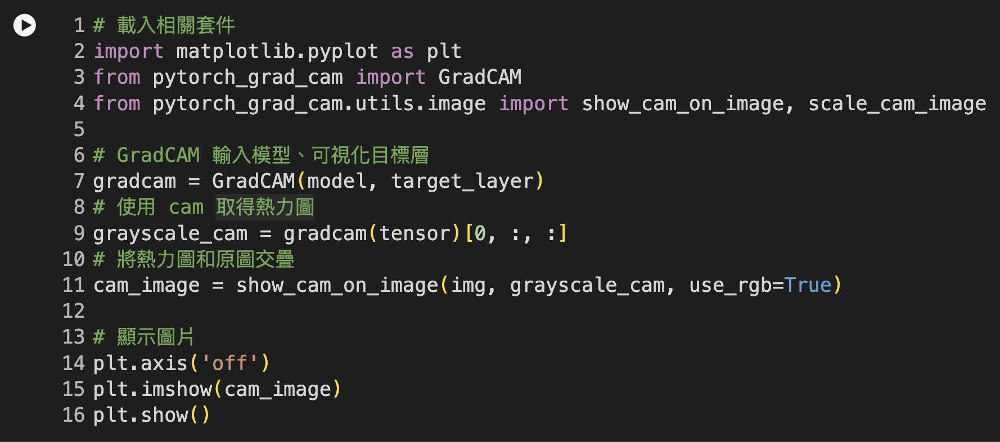 1 # 載入相關套件
2 import matplotlib.pyplot as plt
3 from pytorch_grad_cam import GradCAM
4 from pytorch_grad_cam.utils.image import show_cam_on_image, scale_cam_image
5
6 # GradCAM 輸入模型、可視化目標層
7 gradcam = GradCAM(model, target_layer)
8 # 使用 cam 取得熱力圖
9 grayscale_cam = gradcam(tensor)[0, :, :]
10 # 將熱力圖和原圖交疊
11 cam_image = show_cam_on_image(img, grayscale_cam, use_rgb=True)
12
13 # 顯示圖片
14 plt.axis('off')
15 plt.imshow(cam_image)
16 plt.show()